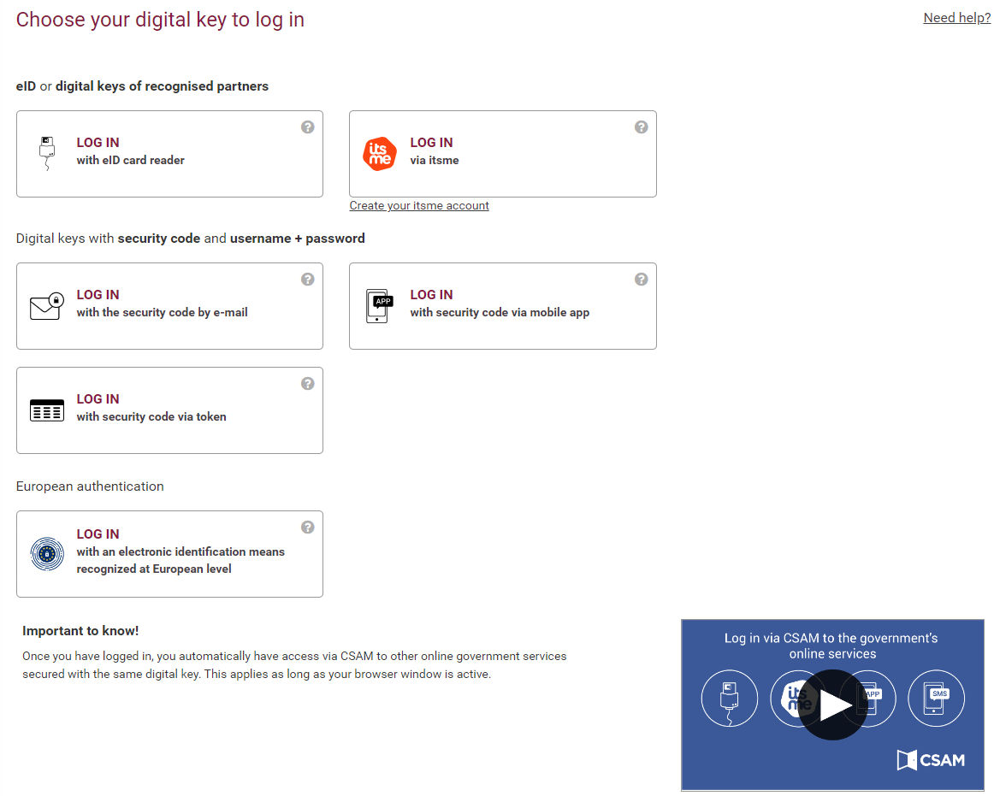 Choose your digital key to log in
Need help?
eID or digital keys of recognised partners
?
LOG IN
with eID card reader
?
its
me
LOG IN
via itsme
Create your itsme account
Digital keys with security code and username + password
?
LOG IN
with the security code by e-mail
?
APP
LOG IN
with security code via mobile app
?
LOG IN
with security code via token
European authentication
?
LOG IN
with an electronic identification means
recognized at European level
Important to know!
Once you have logged in, you automatically have access via CSAM to other online government services
secured with the same digital key. This applies as long as your browser window is active.
Log in via CSAM to the government's
online services
its
me
APP
SMS
CSAM